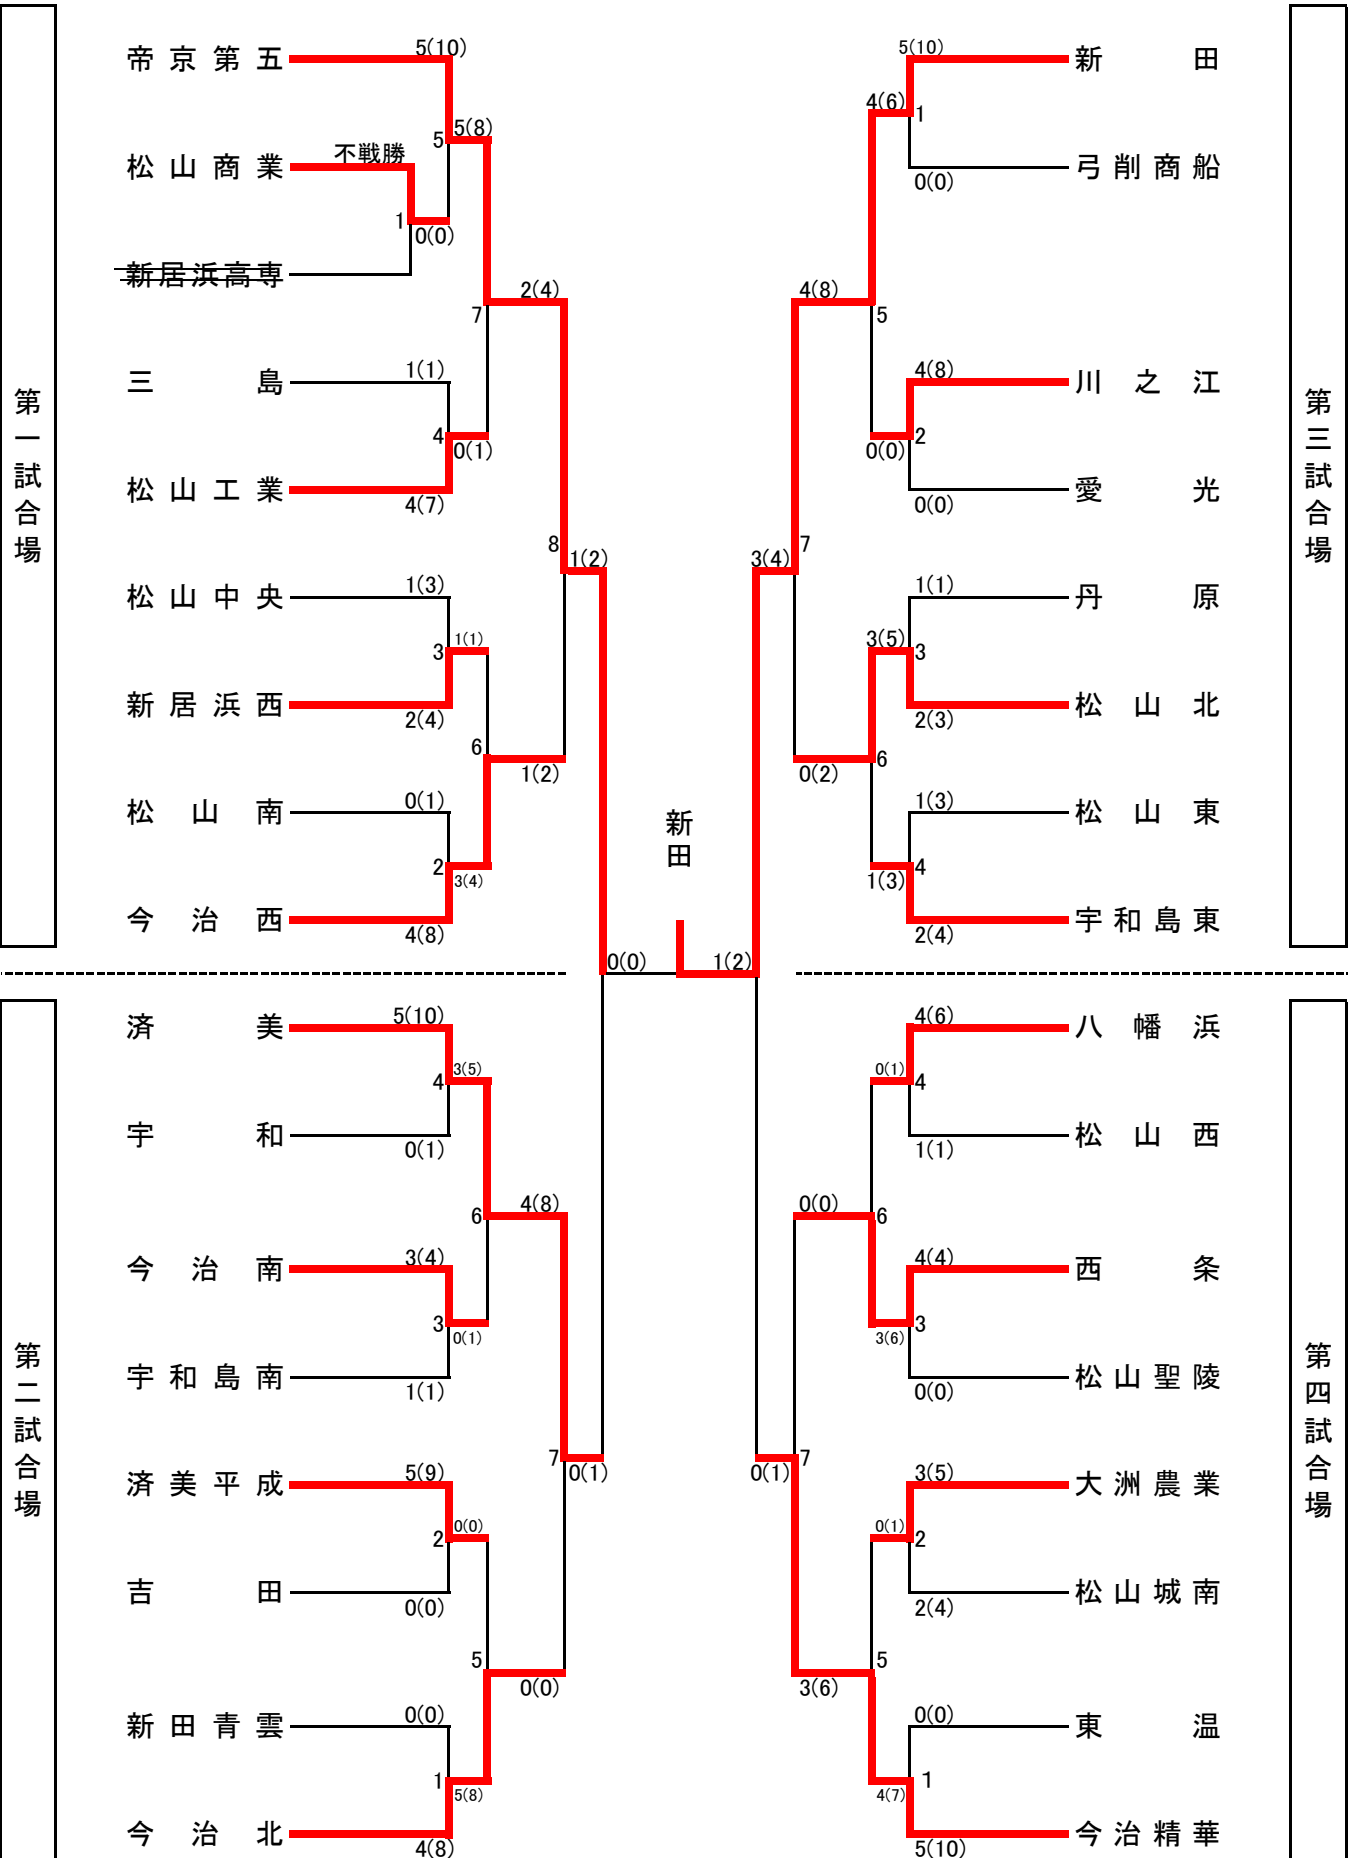 第一試合場
帝京第五
5(10)
5(8)
5
松山商業
不戦勝
1
0(0)
新居浜高専
2(4)
7
三島
1(1)
4
0(1)
松山工業
4(7)
8
1(2)
松山中央
1(3)
1(1)
3
新居浜西
2(4)
6
1(2)
松山南
0(1)
2
3(4)
今治西
4(8)
0(0)
新田
1(2)
第三試合場
新田
5(10)
4(6)
1
弓削商船
0(0)
4(8)
5
川之江
4(8)
2
0(0)
愛光
0(0)
3(4)
7
丹原
1(1)
3(5)
3
松山北
2(3)
6
0(2)
松山東
1(3)
4
1(3)
宇和島東
2(4)
第二試合場
済美
5(10)
3(5)
4
宇和
0(1)
4(8)
6
今治南
3(4)
3
0(1)
宇和島南
1(1)
7
0(1)
済美平成
5(9)
0(0)
2
吉田
0(0)
5
0(0)
新田青雲
0(0)
1
5(8)
今治北
4(8)
第四試合場
八幡浜
4(6)
0(1)
4
松山西
1(1)
0(0)
6
西条
4(4)
3
3(6)
松山聖陵
0(0)
0(1)
7
大洲農業
3(5)
0(1)
2
松山城南
2(4)
5
3(6)
東温
0(0)
1
4(7)
今治精華
5(10)